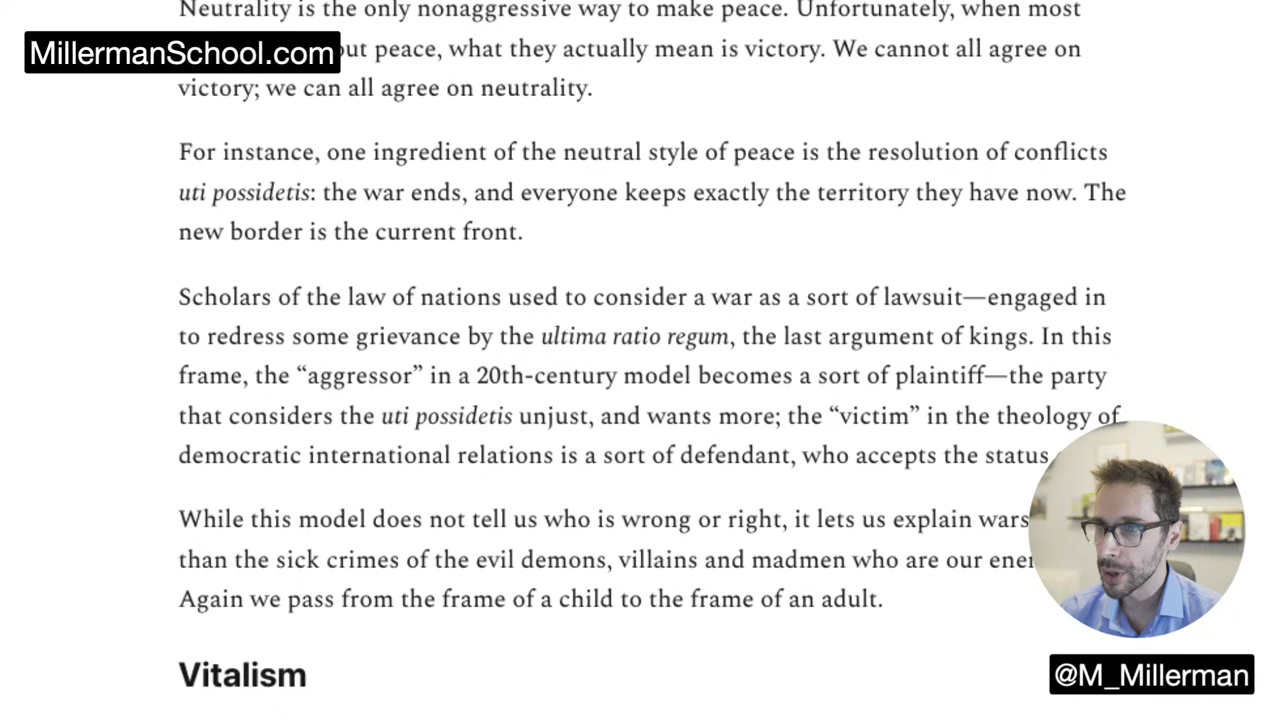 Neutrality is the only nonaggressive way to make peace. Unfortunately, when most
MillermanSchool.com
out peace, what they actually mean is victory. We cannot all agree on
victory; we can all agree on neutrality.
For instance, one ingredient of the neutral style of peace is the resolution of conflicts
uti possidetis: the war ends, and everyone keeps exactly the territory they have now. The
new border is the current front.
Scholars of the law of nations used to consider a war as a sort of lawsuit—engaged in
to redress some grievance by the ultima ratio regum, the last argument of kings. In this
frame, the “aggressor” in a 20th-century model becomes a sort of plaintiff—the party
that considers the uti possidetis unjust, and wants more; the “victim” in the theology of
democratic international relations is a sort of defendant, who accepts the status
While this model does not tell us who is wrong or right, it lets us explain wars
than the sick crimes of the evil demons, villains and madmen who are our
Again we pass from the frame of a child to the frame of an adult.
Vitalism
@M_Millerman